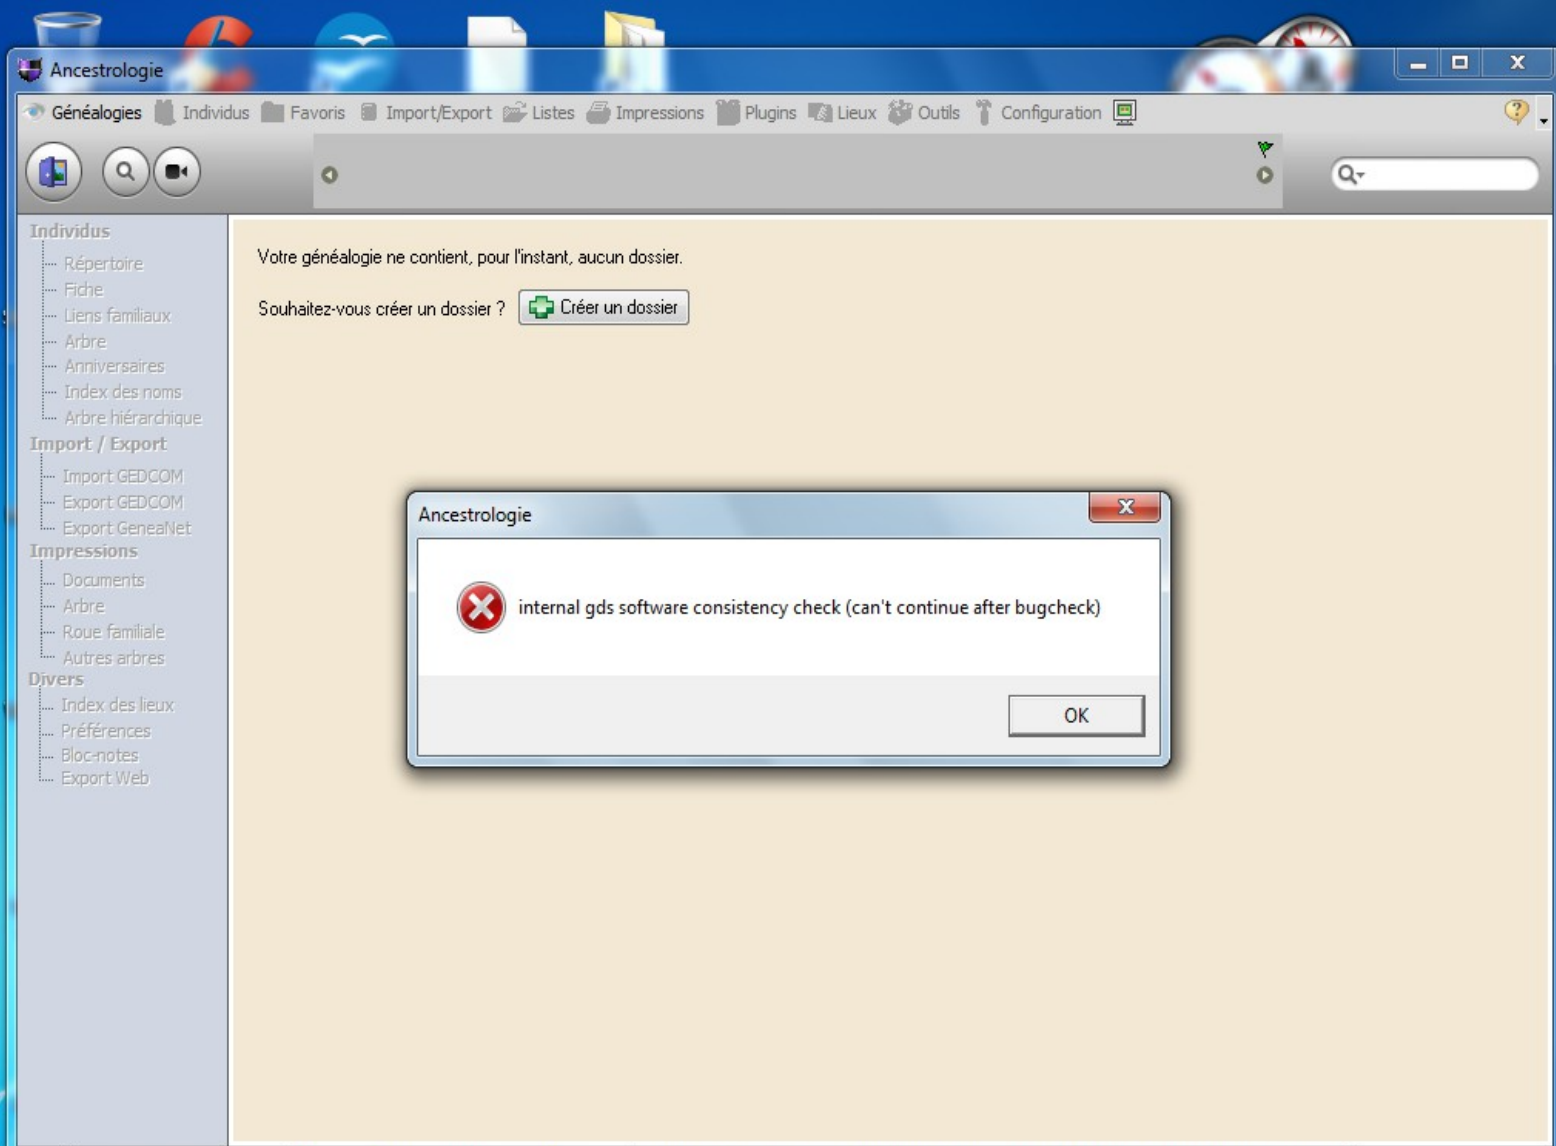 Ancestrologie
Généalogies Individus Favoris Import/Export Listes Impressions Plugins Lieux Outils Configuration
Individus
Répertoire
Fiche
Liens familiaux
Arbre
Anniversaires
Index des noms
Arbre hiérarchique
Import / Export
Import GEDCOM
Export GEDCOM
Export GeneaNet
Impressions
Documents
Arbre
Roue familiale
Autres arbres
Divers
Index des lieux
Préférences
Bloc-notes
Export Web
Votre généalogie ne contient, pour l'instant, aucun dossier.
Souhaitez-vous créer un dossier ? Créer un dossier
Ancestrologie
internal gds software consistency check (can't continue after bugcheck)
OK